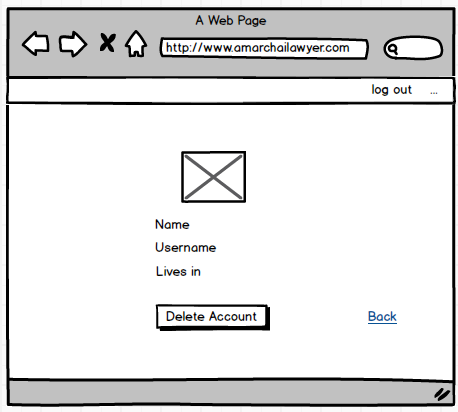 A Web Page
http://www.amarchailawyer.com
log out ...
Name
Username
Lives in
Delete Account Back